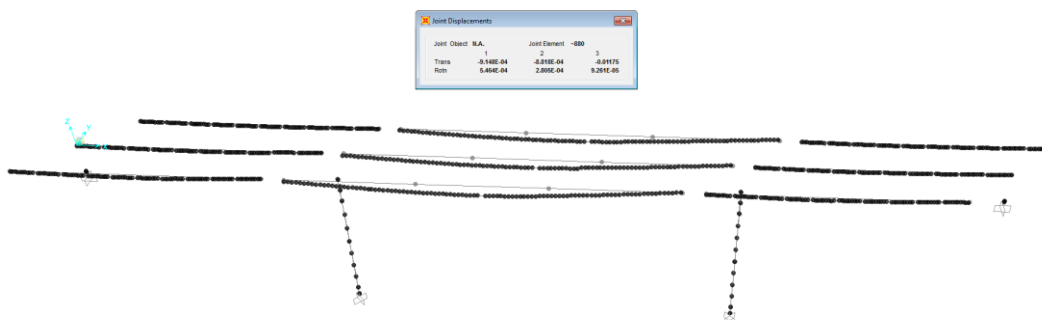 Joint Displacements
Joint Object N.A. Joint Element ~880
1 2 3
Trans -9.148E-04 -8.818E-04 -0.01175
Rotn 5.464E-04 2.805E-04 9.261E-05
Z Y